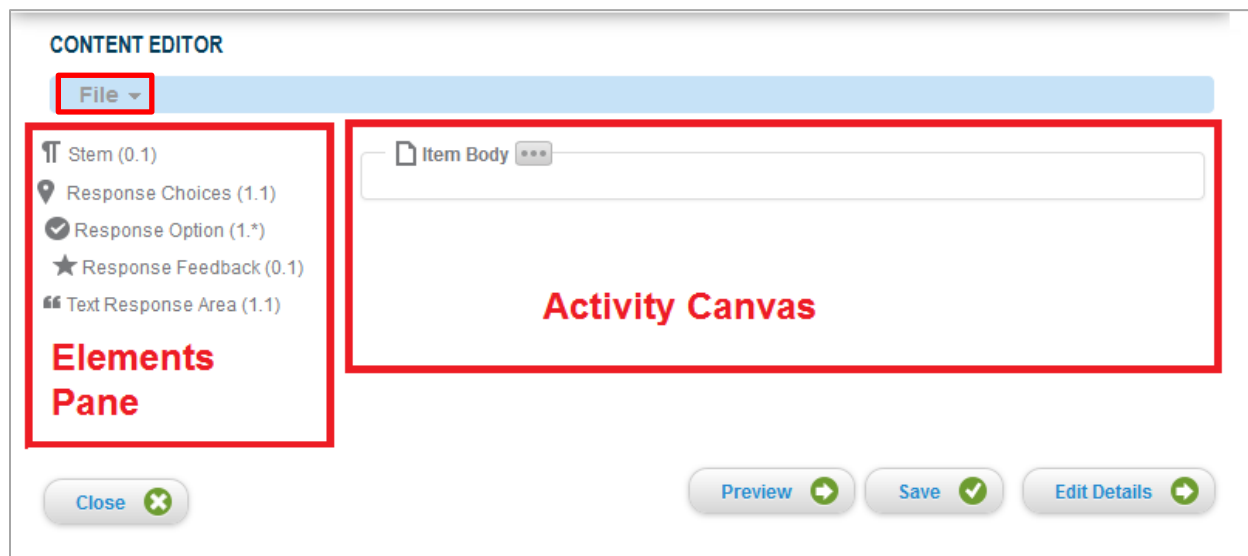 CONTENT EDITOR
File
Stem (0.1)
Response Choices (1.1)
Response Option (1.*)
Response Feedback (0.1)
Text Response Area (1.1)
Elements
Pane
Item Body
Activity Canvas
Close
Preview
Save
Edit Details